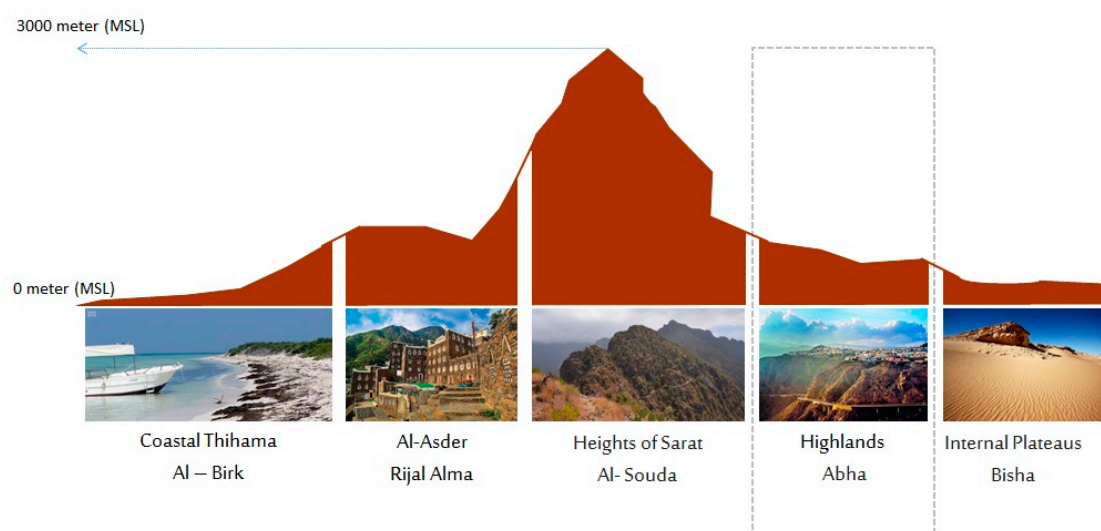 3000 meter (MSL)
0 meter (MSL)
Coastal Thihama
Al – Birk
Al-Asder
Rijal Alma
Heights of Sarat
Al- Souda
Highlands
Abha
Internal Plateaus
Bisha